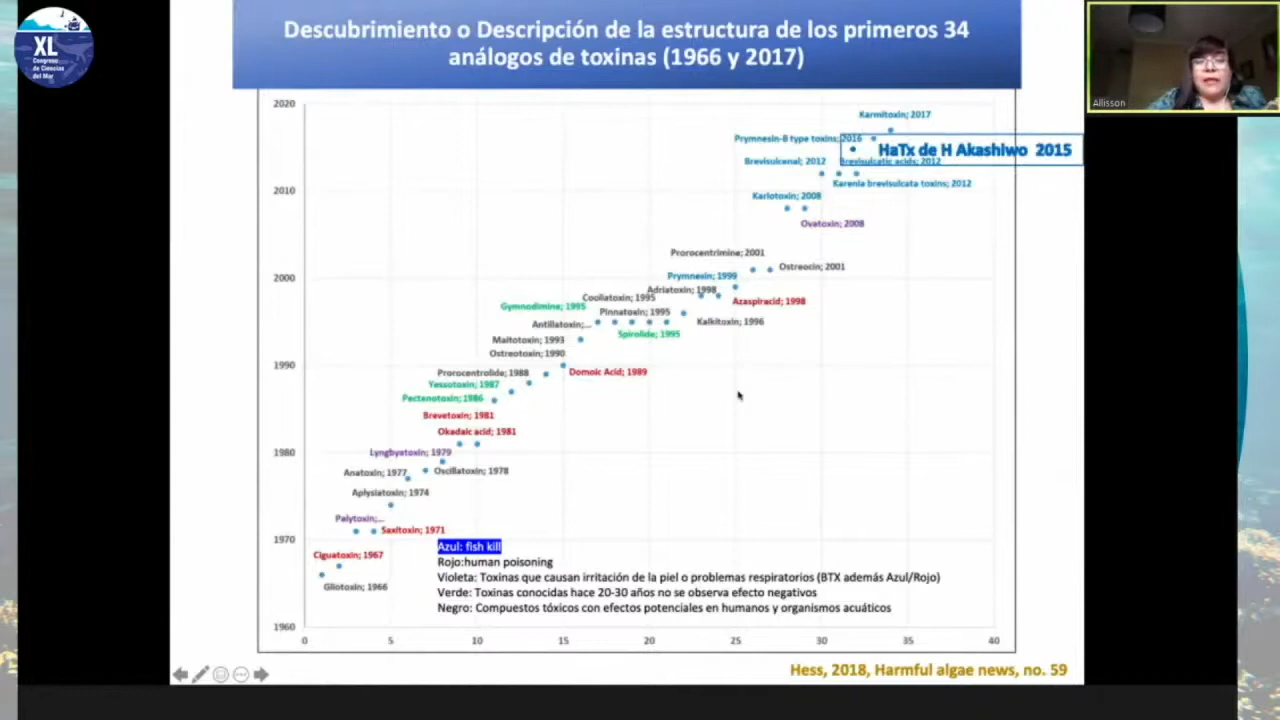 XL
Congreso
de Ciencias
del Mar
Descubrimiento o Descripción de la estructura de los primeros 34
análogos de toxinas (1966 y 2017)
Allisson
2020
Karmitoxin; 2017
Prymnesin-B type toxins; 2016
HaTx de H Akashiwo 2015
Brevisulcenal; 2012
Brevisulcatic acids; 2012
Karenia brevisulcata toxins; 2012
2010
Karlotoxin; 2008
Ovatoxin; 2008
Prorocentrimine; 2001
Ostreocin; 2001
2000
Prymnesin; 1999
Adriatoxin; 1998
Azaspiracid; 1998
Cooliatoxin; 1995
Gymnodimine; 1995
Pinnatoxin; 1995
Kalkitoxin; 1996
Antillatoxin;...
Spirolide; 1995
Maitotoxin; 1993
Ostreotoxin; 1990
1990
Prorocentrolide; 1988
Domoic Acid; 1989
Yessotoxin; 1987
Pectenotoxin; 1986
Brevetoxin; 1981
Okadaic acid; 1981
1980
Lyngbyatoxin; 1979
Anatoxin; 1977
Oscillatoxin; 1978
Aplysiatoxin; 1974
Palytoxin;...
Saxitoxin; 1971
1970
Ciguatoxin; 1967
Gliotoxin; 1966
Azul: fish kill
Rojo:human poisoning
Violeta: Toxinas que causan irritación de la piel o problemas respiratorios (BTX además Azul/Rojo)
Verde: Toxinas conocidas hace 20-30 años no se observa efecto negativos
Negro: Compuestos tóxicos con efectos potenciales en humanos y organismos acuáticos
1960
0 5 10 15 20 25 30 35 40
Hess, 2018, Harmful algae news, no. 59